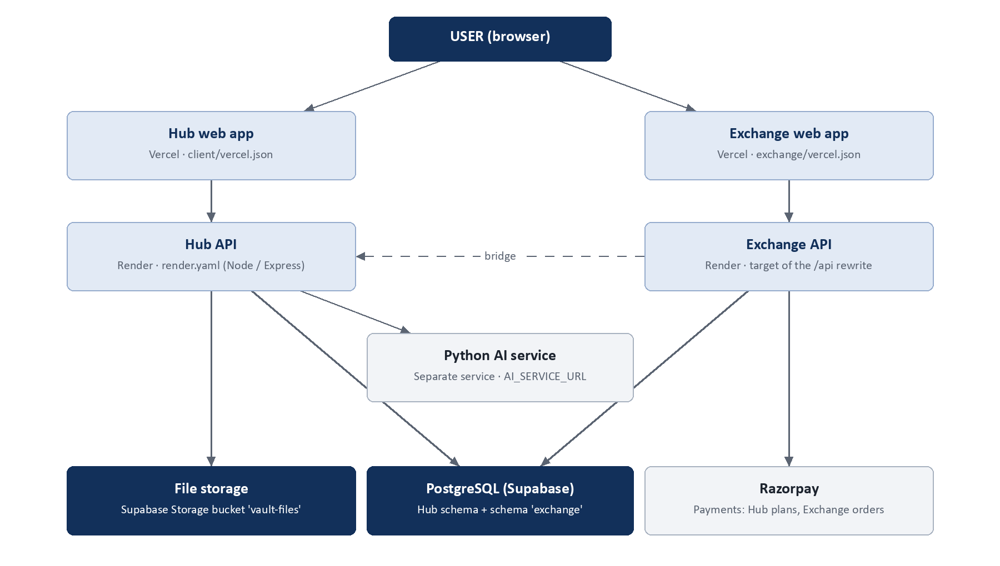 USER (browser)
Hub web app
Vercel · client/vercel.json
Exchange web app
Vercel · exchange/vercel.json
Hub API
Render · render.yaml (Node / Express)
bridge
Exchange API
Render · target of the /api rewrite
Python AI service
Separate service · AI_SERVICE_URL
File storage
Supabase Storage bucket 'vault-files'
PostgreSQL (Supabase)
Hub schema + schema 'exchange'
Razorpay
Payments: Hub plans, Exchange orders